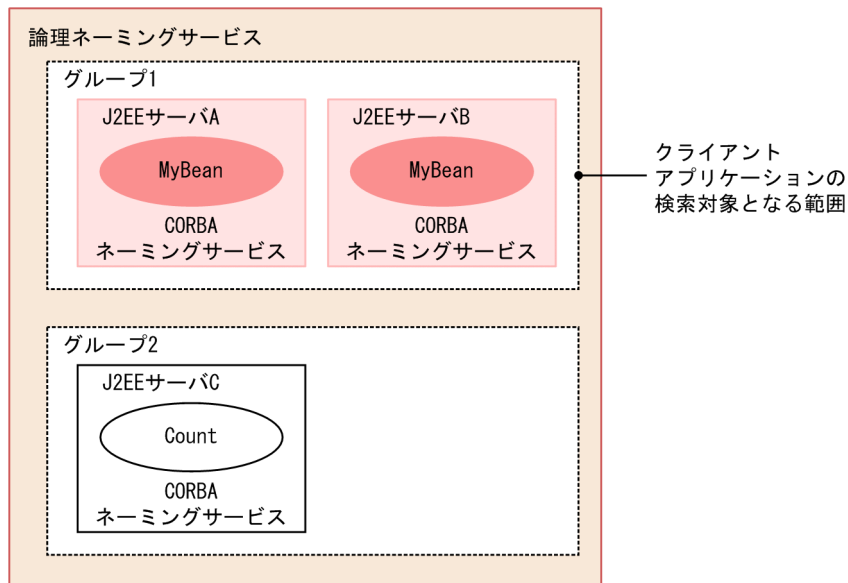 論理ネーミングサービス
グループ1
J2EEサーバA
MyBean
CORBA
ネーミングサービス
J2EEサーバB
MyBean
CORBA
ネーミングサービス
クライアント
アプリケーションの
検索対象となる範囲
グループ2
J2EEサーバC
Count
CORBA
ネーミングサービス